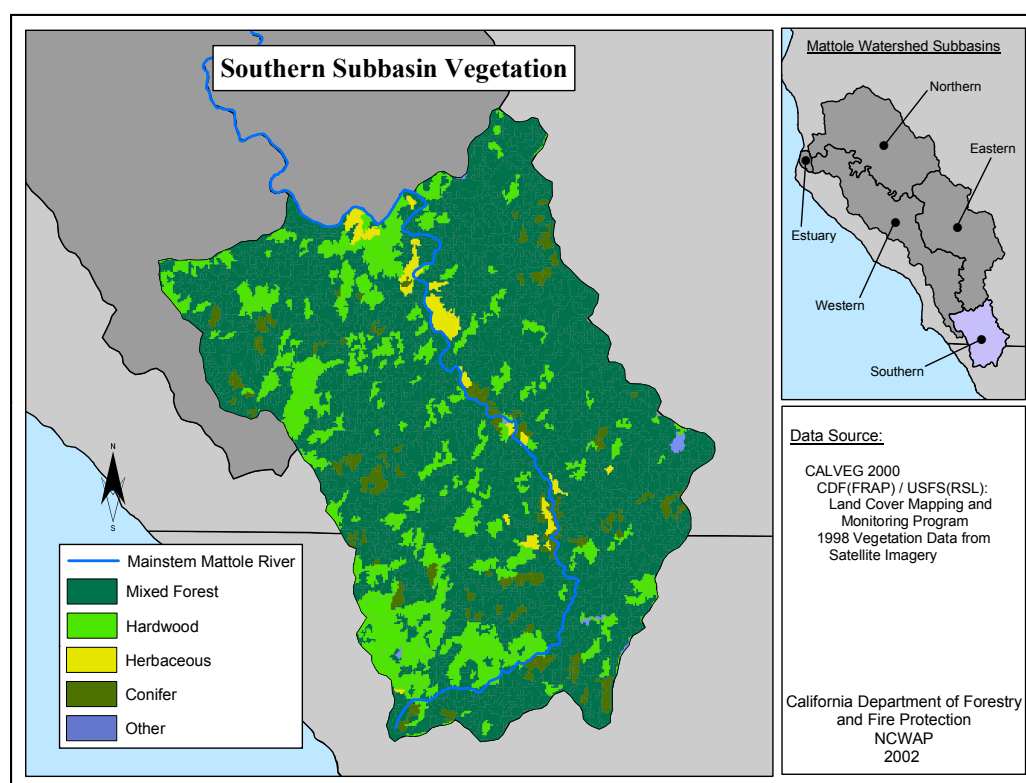 Southern Subbasin Vegetation
N
S
Mainstem Mattole River
Mixed Forest
Hardwood
Herbaceous
Conifer
Other
Mattole Watershed Subbasins
Northern
Eastern
Estuary
Western
Southern
Data Source:
CALVEG 2000
CDF(FRAP) / USFS(RSL):
Land Cover Mapping and
Monitoring Program
1998 Vegetation Data from
Satellite Imagery
California Department of Forestry
and Fire Protection
NCWAP
2002